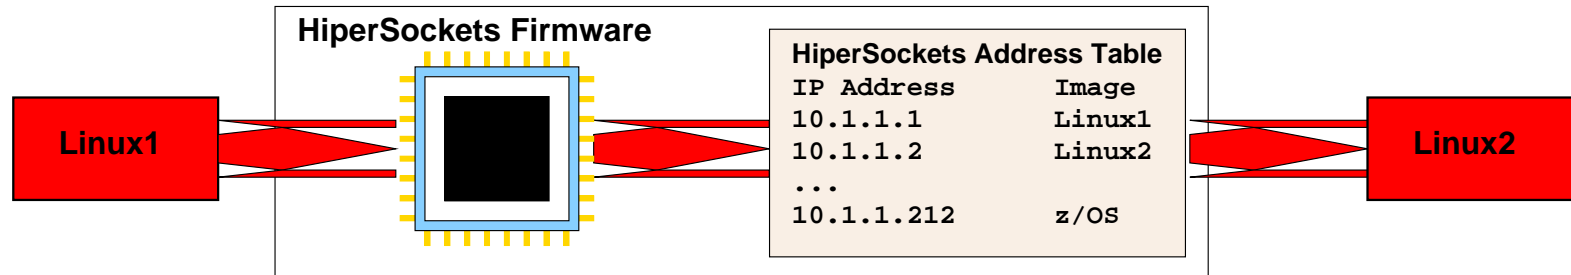 HiperSockets Firmware
Linux1
HiperSockets Address Table
IP Address Image
10.1.1.1 Linux1
10.1.1.2 Linux2
...
10.1.1.212 z/OS
Linux2